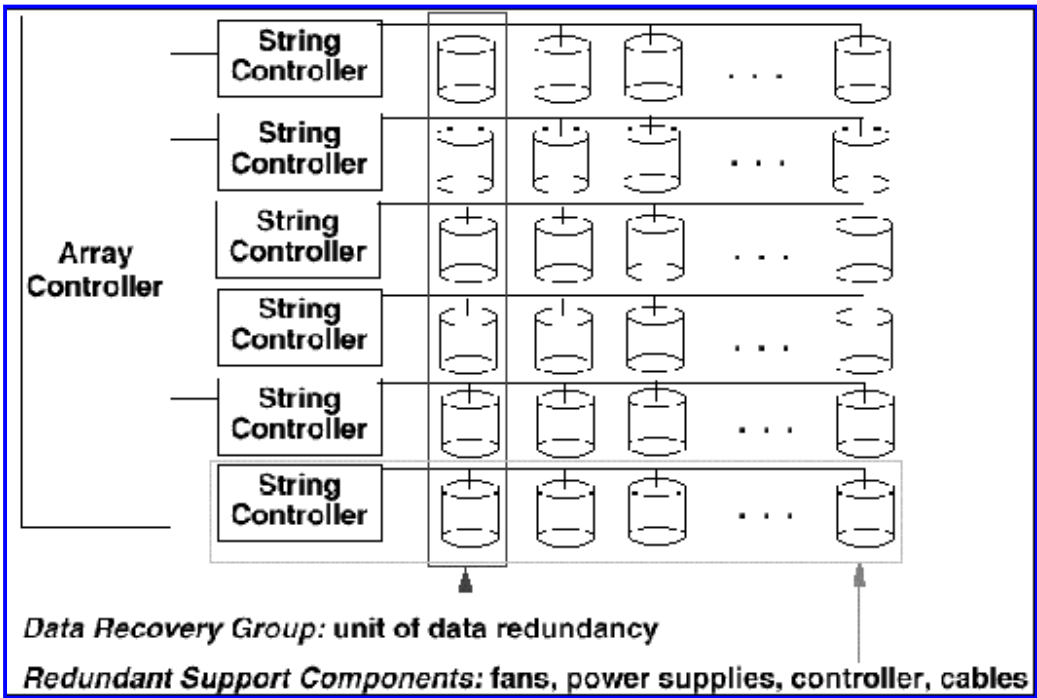 String
Controller
. . .
String
Controller
. . .
String
Controller
. . .
Array
Controller
String
Controller
. . .
String
Controller
. . .
String
Controller
. . .
Data Recovery Group: unit of data redundancy
Redundant Support Components: fans, power supplies, controller, cables